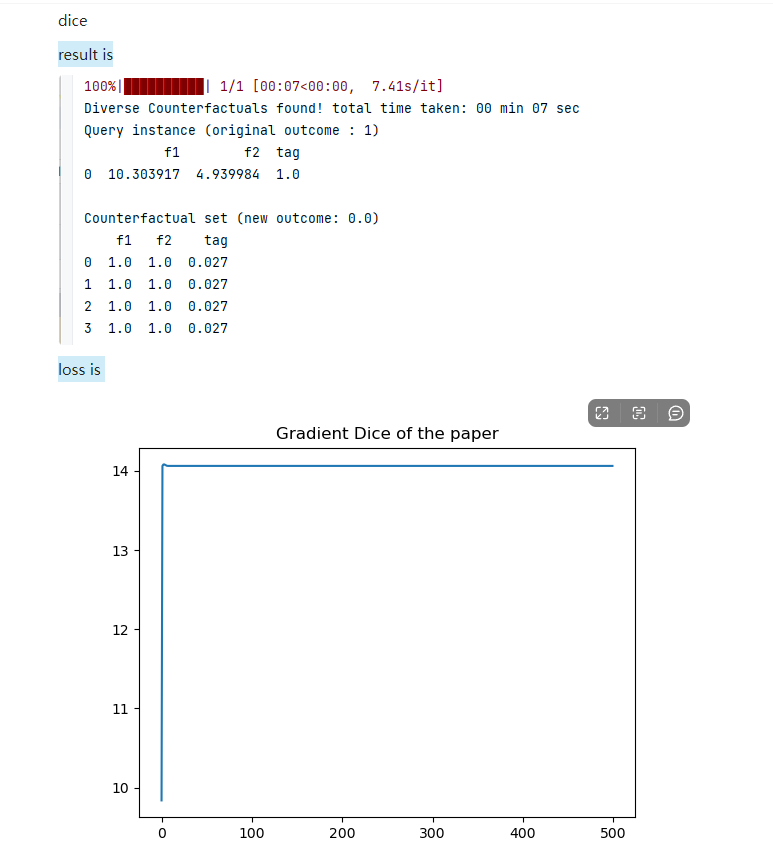 dice
result is
100%|██████████| 1/1 [00:07<00:00,  7.41s/it]
Diverse Counterfactuals found! total time taken: 00 min 07 sec
Query instance (original outcome : 1)
f1 f2 tag
0 10.303917 4.939984 1.0
Counterfactual set (new outcome: 0.0)
f1 f2 tag
0 1.0 1.0 0.027
1 1.0 1.0 0.027
2 1.0 1.0 0.027
3 1.0 1.0 0.027
loss is
Gradient Dice of the paper
14
13
12
11
10
0 100 200 300 400 500